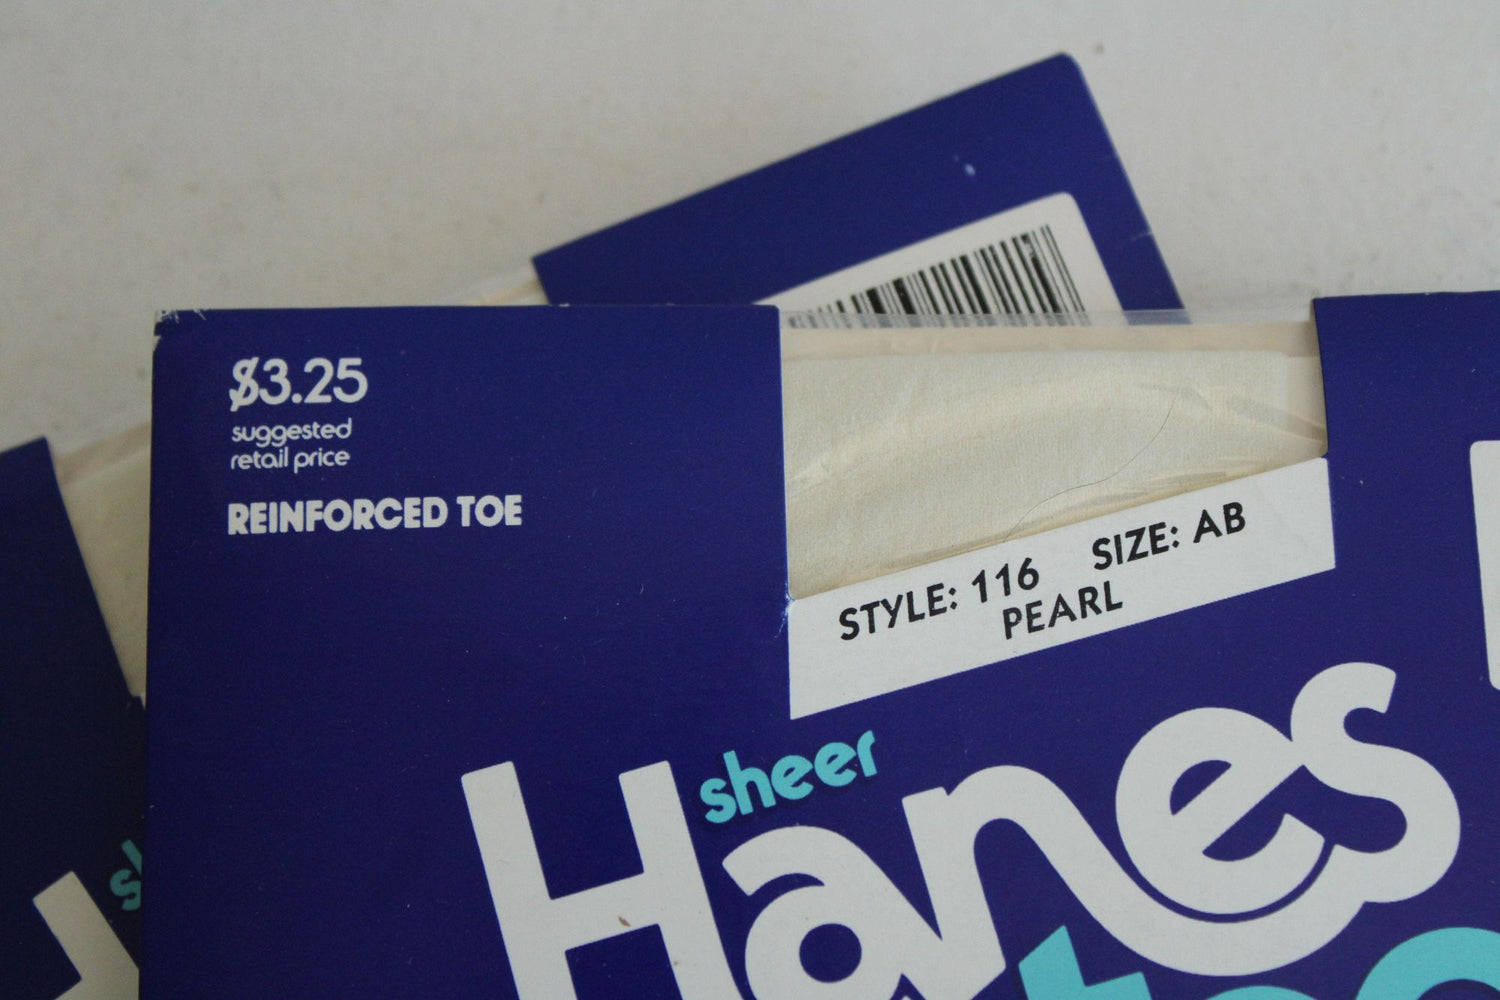 $3.25
suggested
retail price
REINFORCED TOE
STYLE: 116 SIZE: AB
PEARL
sheer
Hanes